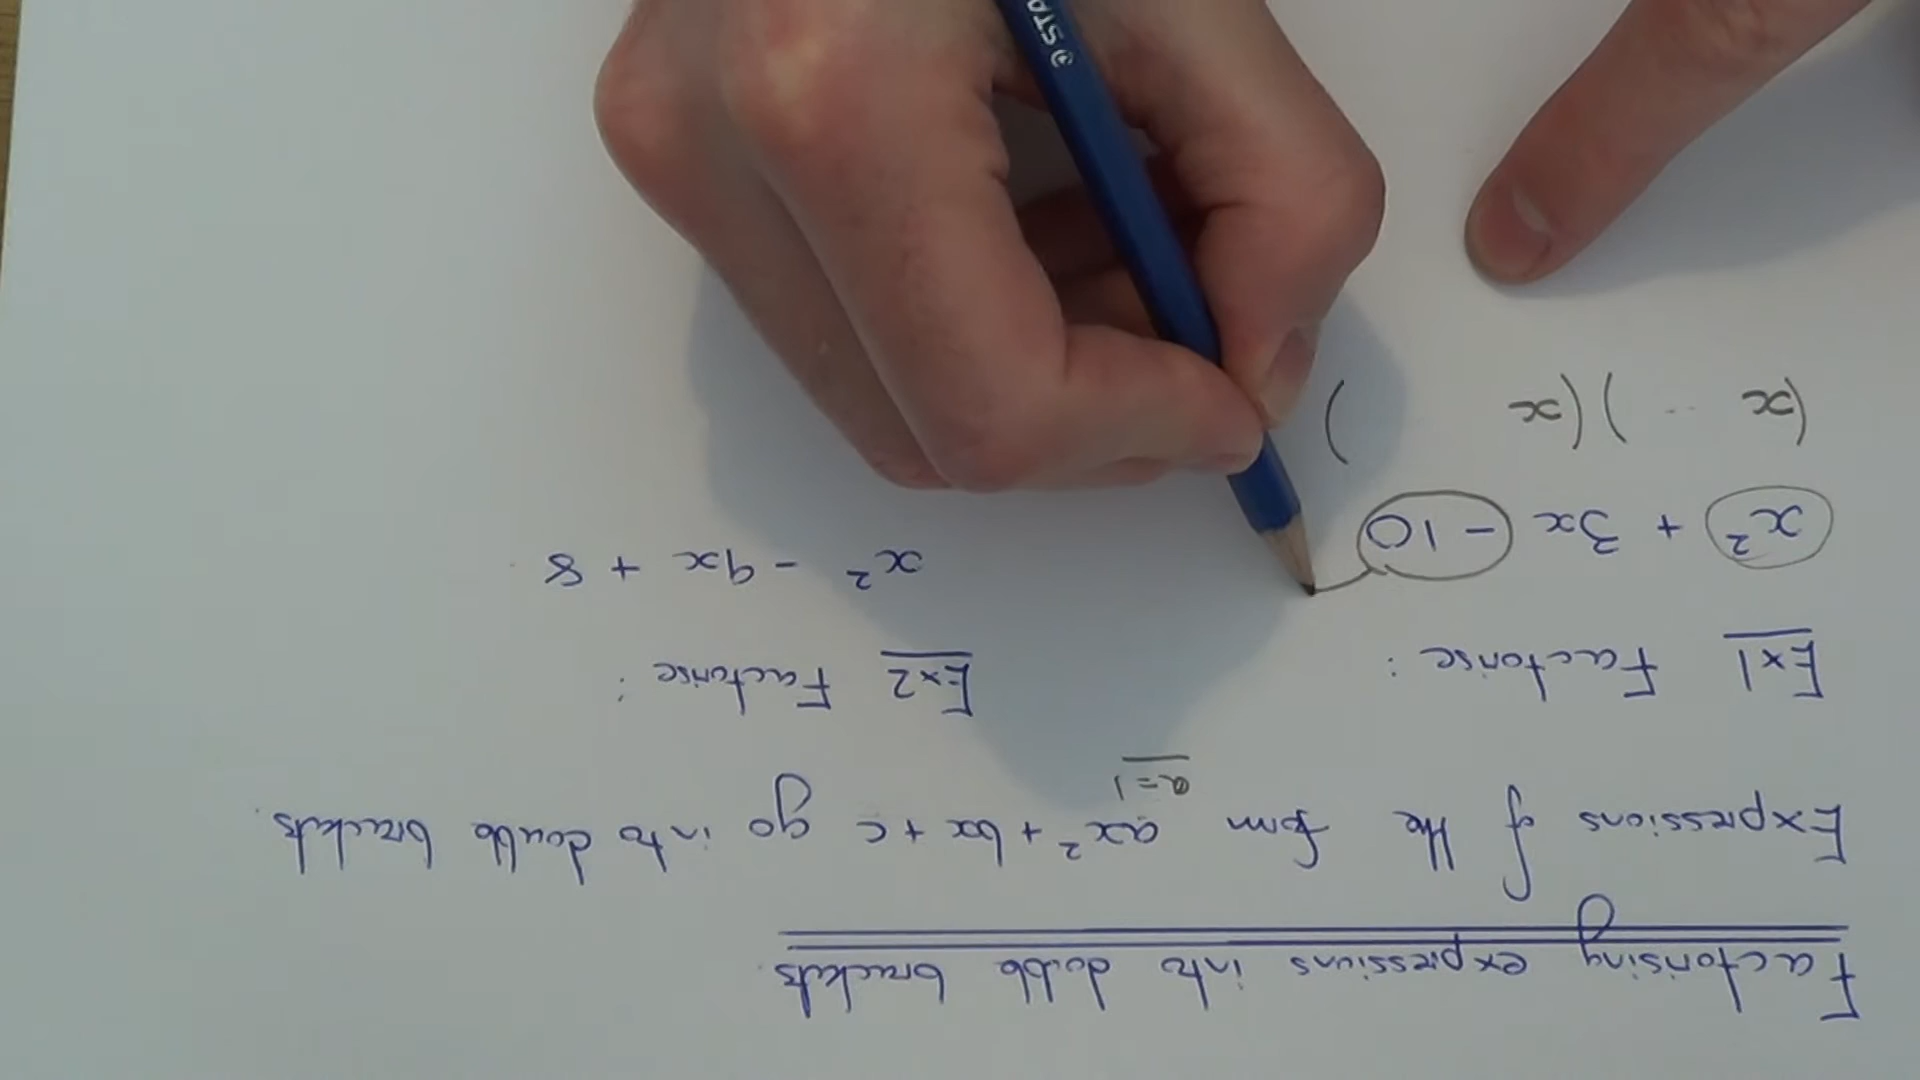 Factorising expressions into double brackets.
Expressions of the form ax² + bx + c go into double brackets.
a=1
Ex1 Factorise :
Ex2 Factorise :
x² + 3x - 10
x² - 9x + 8
(x )(x )
STA